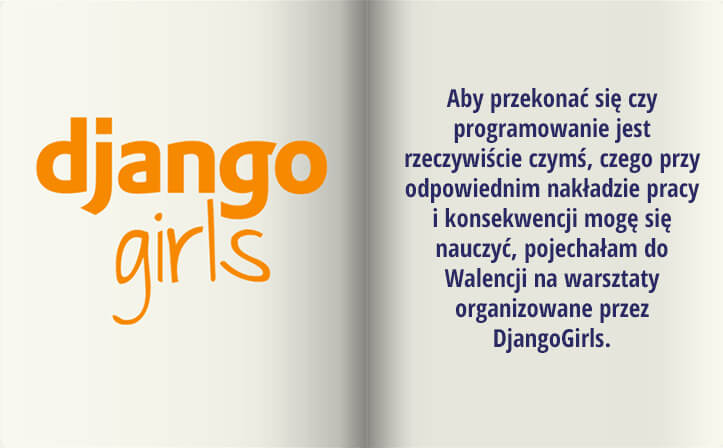 django
girls
Aby przekonać się czy
programowanie jest
rzeczywiście czymś, czego przy
odpowiednim nakładzie pracy
i konsekwencji mogę się
nauczyć, pojechałam do
Walencji na warsztaty
organizowane przez
DjangoGirls.